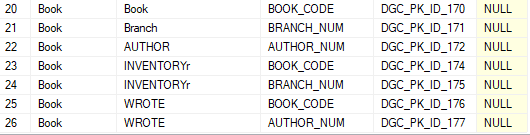 20 Book Book BOOK_CODE DGC_PK_ID_170 NULL
21 Book Branch BRANCH_NUM DGC_PK_ID_171 NULL
22 Book AUTHOR AUTHOR_NUM DGC_PK_ID_172 NULL
23 Book INVENTORYr BOOK_CODE DGC_PK_ID_174 NULL
24 Book INVENTORYr BRANCH_NUM DGC_PK_ID_175 NULL
25 Book WROTE BOOK_CODE DGC_PK_ID_176 NULL
26 Book WROTE AUTHOR_NUM DGC_PK_ID_177 NULL